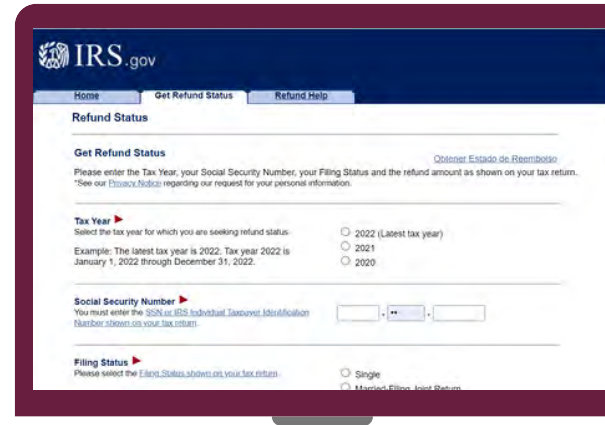 IRS.gov
Home Get Refund Status Refund Help
Refund Status
Get Refund Status
Obtener Estado de Reembolso
Please enter the Tax Year, your Social Security Number, your Filing Status and the refund amount as shown on your tax return.
*See our Privacy Notice regarding our request for your personal information.
Tax Year
Select the tax year for which you are seeking refund status.
Example: The latest tax year is 2022. Tax year 2022 is
January 1, 2022 through December 31, 2022.
2022 (Latest tax year)
2021
2020
Social Security Number
You must enter the SSN or IRS Individual Taxpayer Identification
Number shown on your tax return.
- •• -
Filing Status
Please select the Filing Status shown on your tax return.
Single
Married-Filing Joint Return